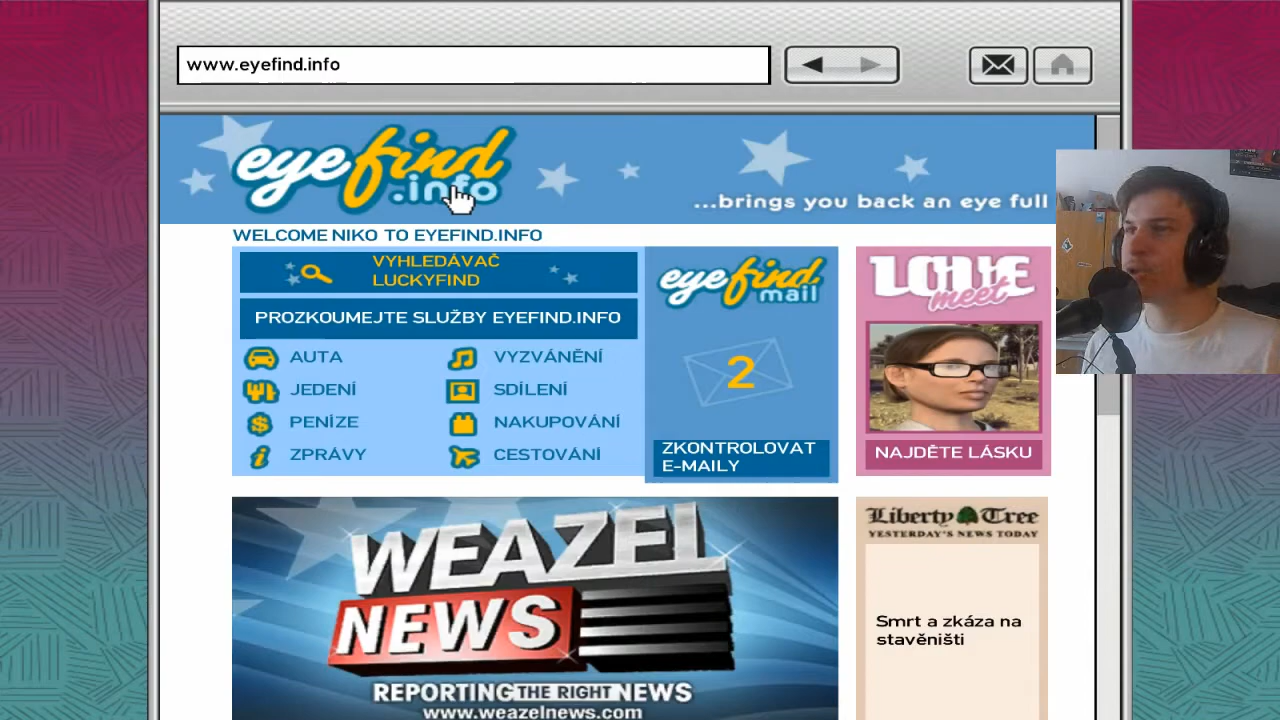 www.eyefind.info
eyefind
.info
...brings you back an eye full
WELCOME NIKO TO EYEFIND.INFO
VYHLEDÁVAČ
LUCKYFIND
PROZKOUMEJTE SLUŽBY EYEFIND.INFO
AUTA
VYZVÁNĚNÍ
JEDENÍ
SDÍLENÍ
PENÍZE
NAKUPOVÁNÍ
ZPRÁVY
CESTOVÁNÍ
eyefind
mail
2
ZKONTROLOVAT
E-MAILY
LOVE
meet
NAJDĚTE LÁSKU
WEAZEL
NEWS
REPORTING THE RIGHT NEWS
www.weazelnews.com
Liberty Tree
YESTERDAY'S NEWS TODAY
Smrt a zkáza na
stavěništi